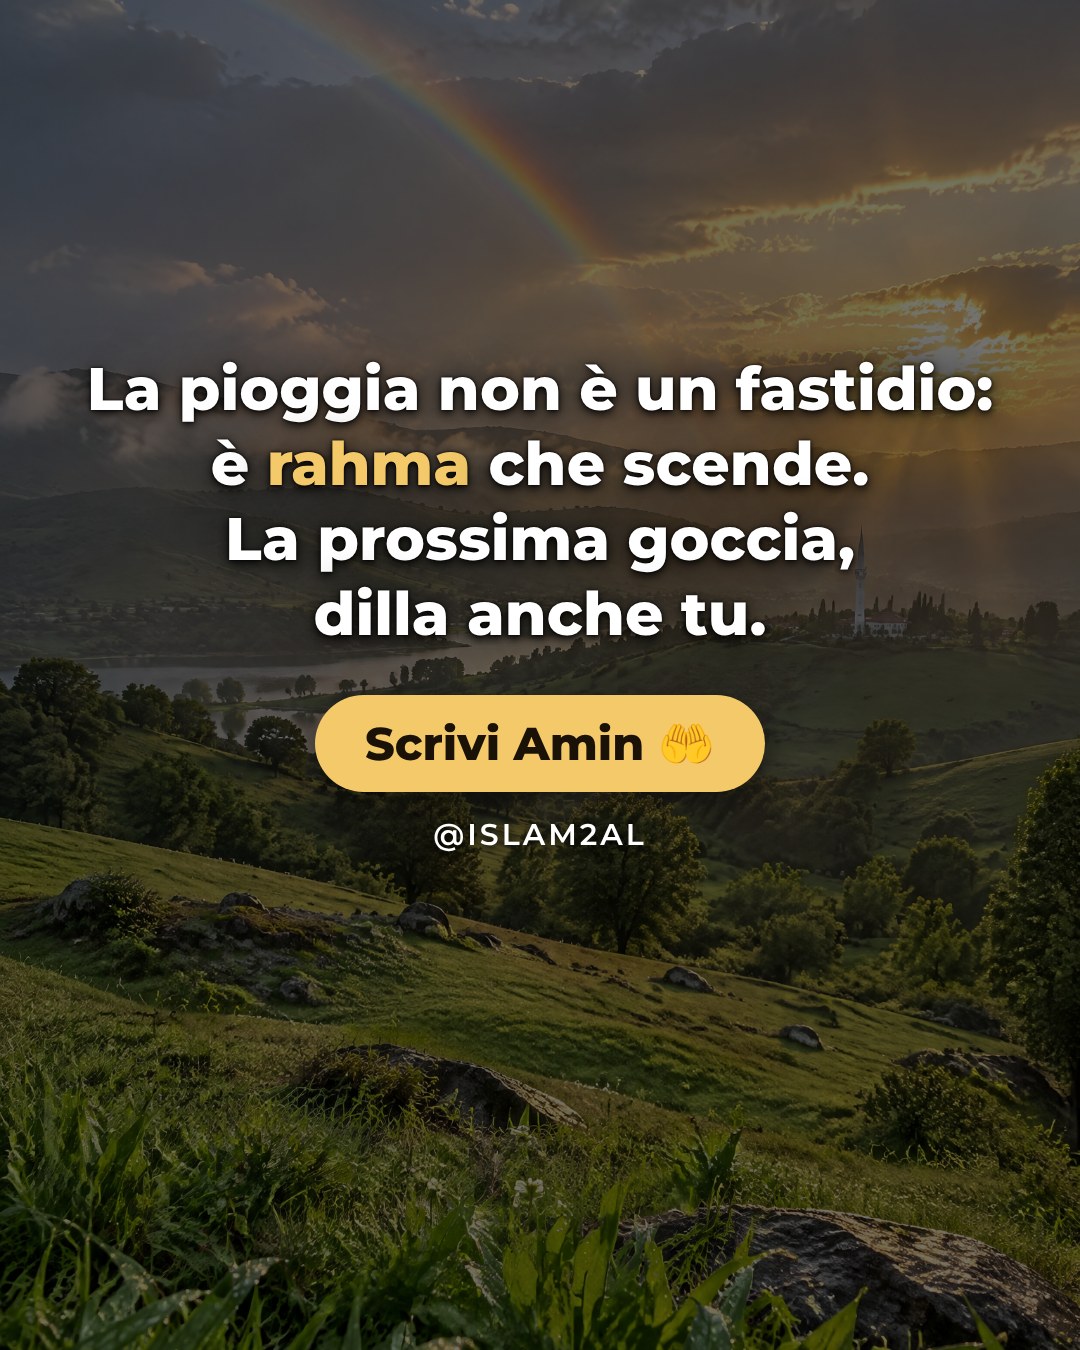 La pioggia non è un fastidio:
è rahma che scende.
La prossima goccia,
dilla anche tu.
Scrivi Amin 🤲
@ISLAM2AL